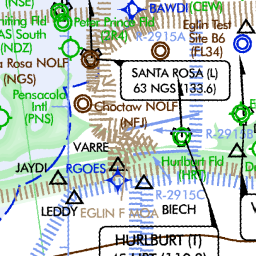 (NSE)
BAWDI
(CEW)
Peter Prince Fld
(2R4)
AS South
(NDZ)
R-2915A
Eglin Test
Site B6
(FL34)
Rosa NOLF
(NGS)
SANTA ROSA (L)
63 NGS (133.6)
Pensacola
Intl
(PNS)
Choctaw NOLF
(NFJ)
R-2915B
VARRE
JAYDI
RGOES
Hurlburt Fld
(HRT)
R-2915C
LEDDY
EGLIN F MOA
BIECH
HURLBURT (T)